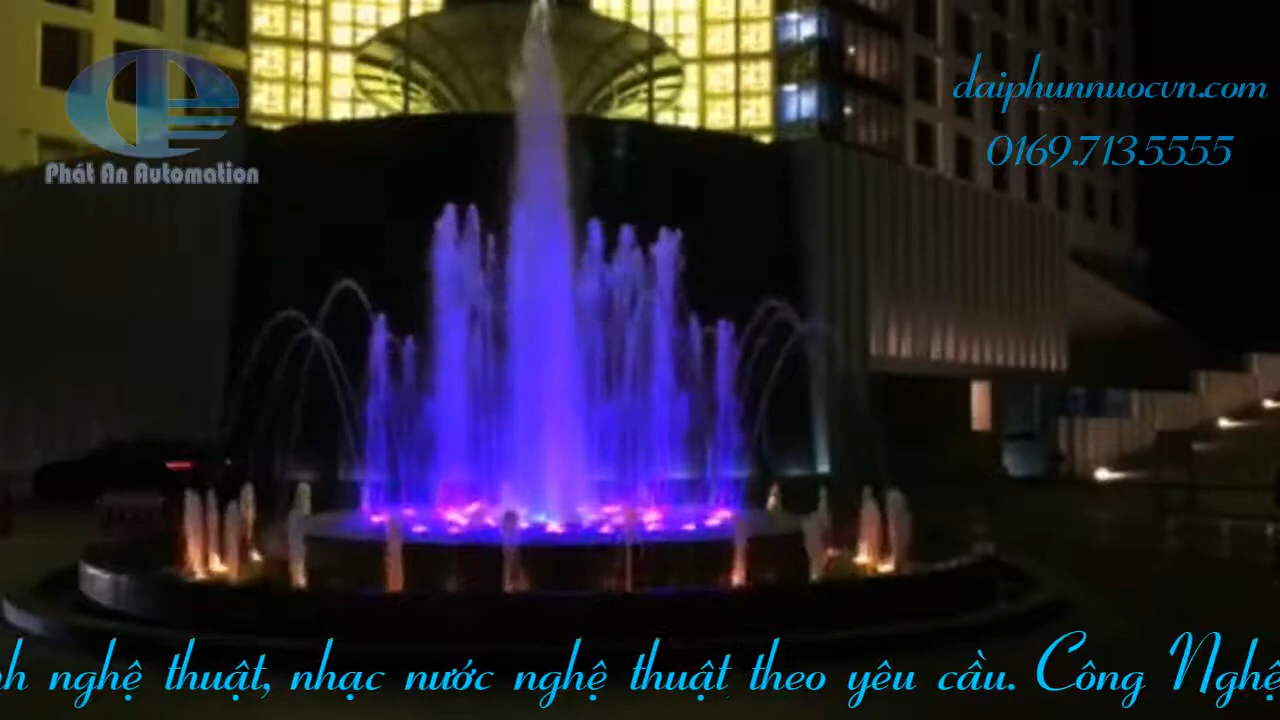 Phát An Automation
daiphunnuocvn.com
0169.713.5555
nghệ thuật, nhạc nước nghệ thuật theo yêu cầu. Công Nghệ